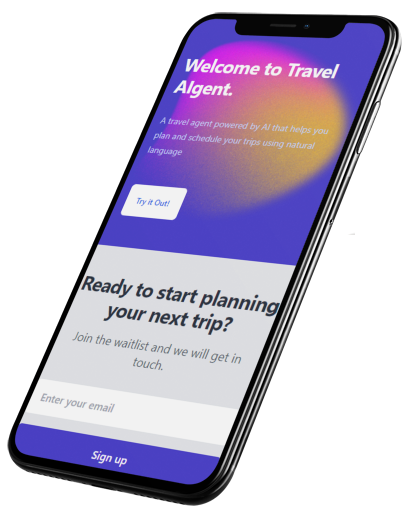 Welcome to Travel
AIgent.
A travel agent powered by AI that helps you
plan and schedule your trips using natural
language
Try it Out!
Ready to start planning
your next trip?
Join the waitlist and we will get in
touch.
Enter your email
Sign up